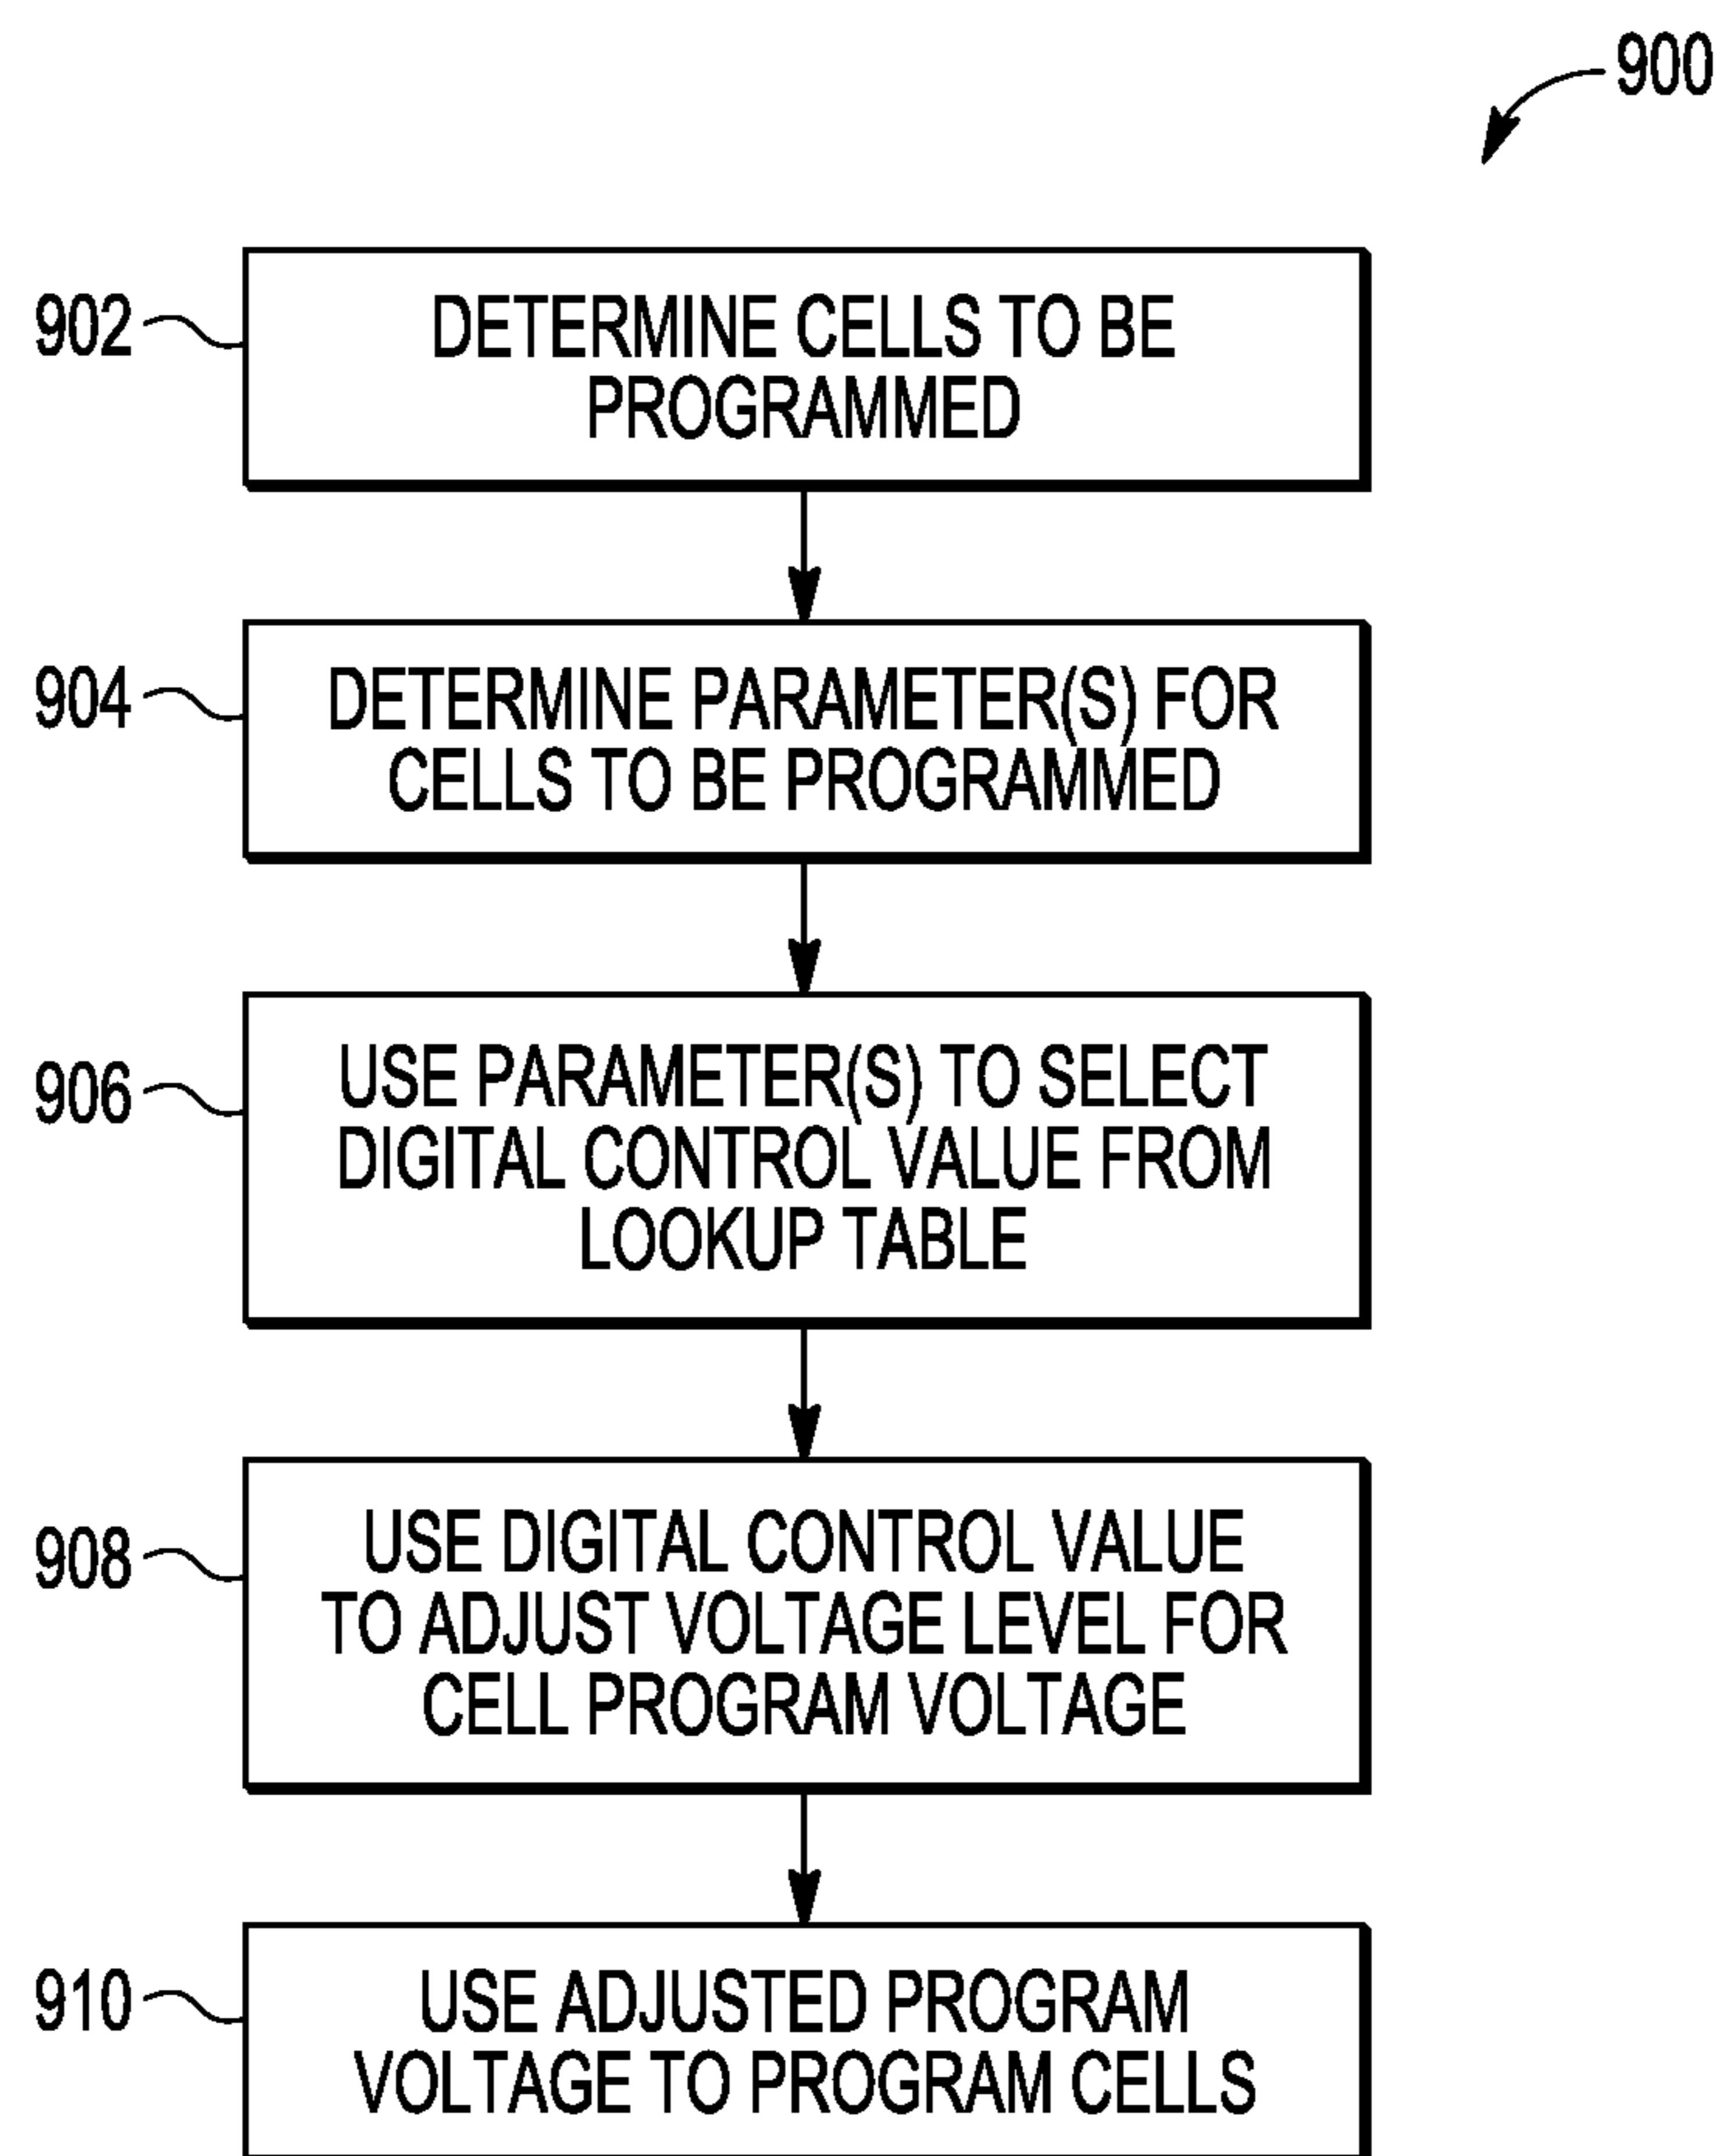 900
902
DETERMINE CELLS TO BE
PROGRAMMED
904
DETERMINE PARAMETER(S) FOR
CELLS TO BE PROGRAMMED
906
USE PARAMETER(S) TO SELECT
DIGITAL CONTROL VALUE FROM
LOOKUP TABLE
908
USE DIGITAL CONTROL VALUE
TO ADJUST VOLTAGE LEVEL FOR
CELL PROGRAM VOLTAGE
910
USE ADJUSTED PROGRAM
VOLTAGE TO PROGRAM CELLS